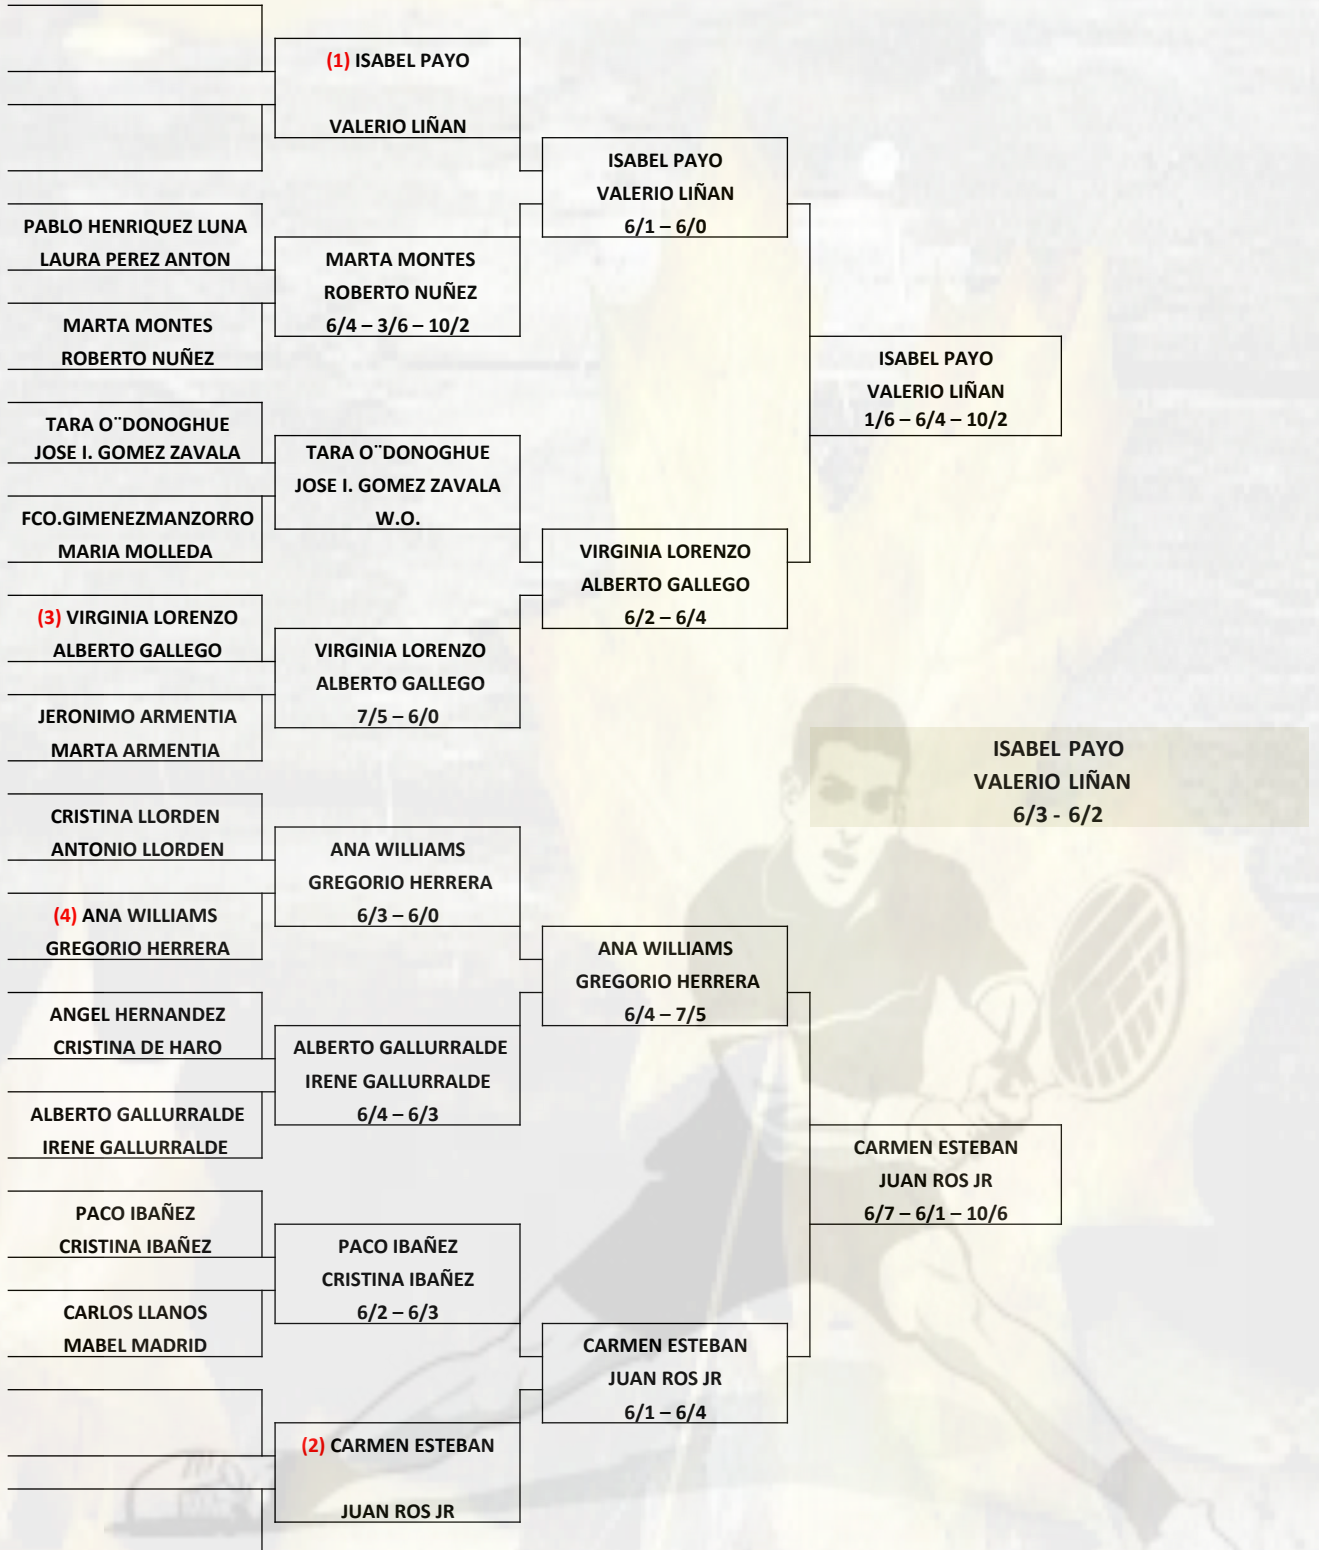 (1) ISABEL PAYO
VALERIO LIÑAN
PABLO HENRIQUEZ LUNA
LAURA PEREZ ANTON
MARTA MONTES
ROBERTO NUÑEZ
TARA O¨DONOGHUE
JOSE I. GOMEZ ZAVALA
FCO.GIMENEZMANZORRO
MARIA MOLLEDA
(3) VIRGINIA LORENZO
ALBERTO GALLEGO
JERONIMO ARMENTIA
MARTA ARMENTIA
CRISTINA LLORDEN
ANTONIO LLORDEN
(4) ANA WILLIAMS
GREGORIO HERRERA
ANGEL HERNANDEZ
CRISTINA DE HARO
ALBERTO GALLURRALDE
IRENE GALLURRALDE
PACO IBAÑEZ
CRISTINA IBAÑEZ
CARLOS LLANOS
MABEL MADRID
MARTA MONTES
ROBERTO NUÑEZ
6/4 – 3/6 – 10/2
TARA O¨DONOGHUE
JOSE I. GOMEZ ZAVALA
W.O.
VIRGINIA LORENZO
ALBERTO GALLEGO
7/5 – 6/0
ANA WILLIAMS
GREGORIO HERRERA
6/3 – 6/0
ALBERTO GALLURRALDE
IRENE GALLURRALDE
6/4 – 6/3
PACO IBAÑEZ
CRISTINA IBAÑEZ
6/2 – 6/3
(2) CARMEN ESTEBAN
JUAN ROS JR
ISABEL PAYO
VALERIO LIÑAN
6/1 – 6/0
VIRGINIA LORENZO
ALBERTO GALLEGO
6/2 – 6/4
ANA WILLIAMS
GREGORIO HERRERA
6/4 – 7/5
CARMEN ESTEBAN
JUAN ROS JR
6/1 – 6/4
ISABEL PAYO
VALERIO LIÑAN
1/6 – 6/4 – 10/2
CARMEN ESTEBAN
JUAN ROS JR
6/7 – 6/1 – 10/6
ISABEL PAYO
VALERIO LIÑAN
6/3 - 6/2